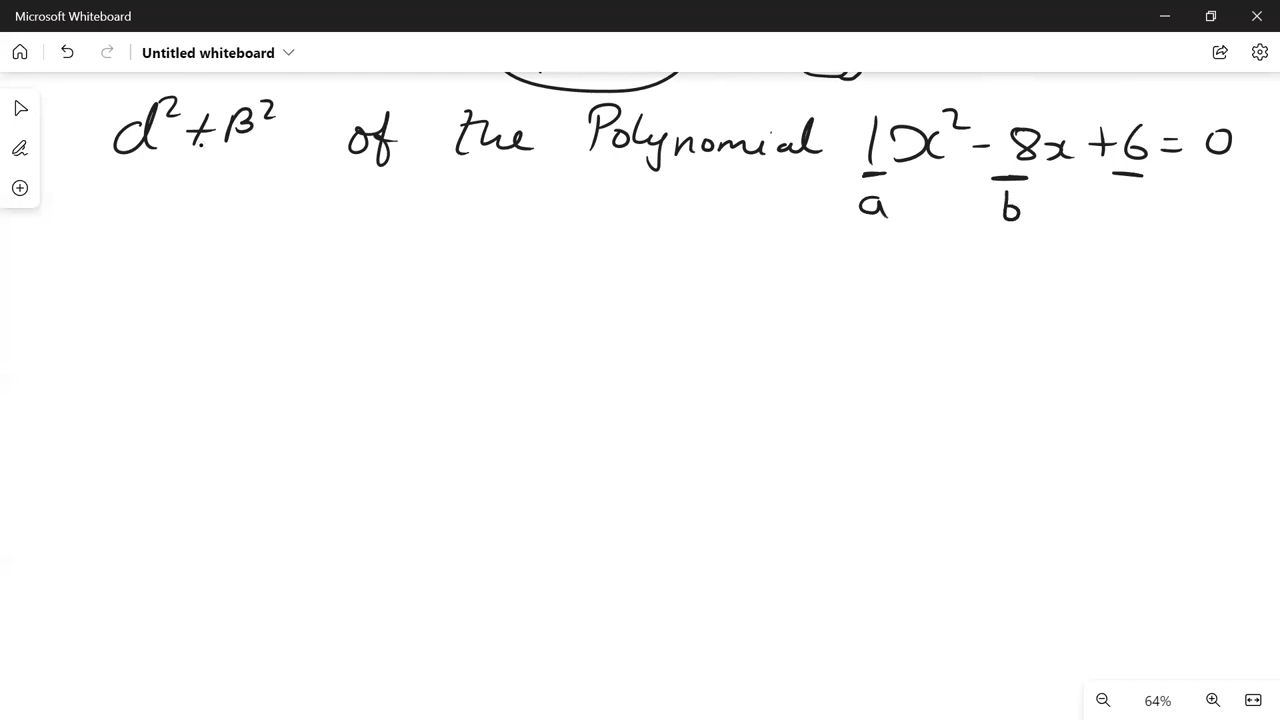 Microsoft Whiteboard
Untitled whiteboard
α² + β² of the Polynomial 1x² - 8x + 6 = 0
a b
64%